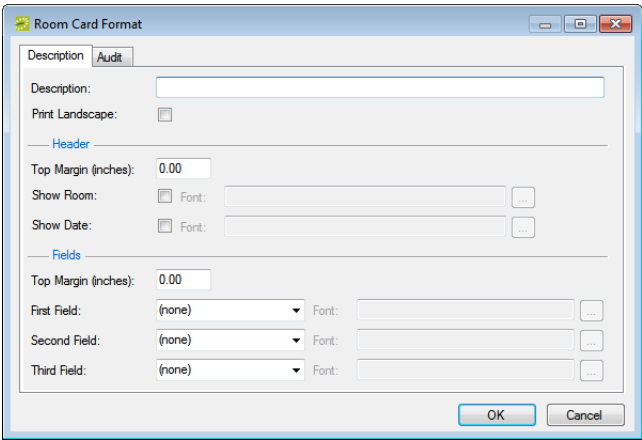 Room Card Format
Description Audit
Description:
Print Landscape:
Header
Top Margin (inches): 0.00
Show Room: Font: ...
Show Date: Font: ...
Fields
Top Margin (inches): 0.00
First Field: (none) Font: ...
Second Field: (none) Font: ...
Third Field: (none) Font: ...
OK Cancel